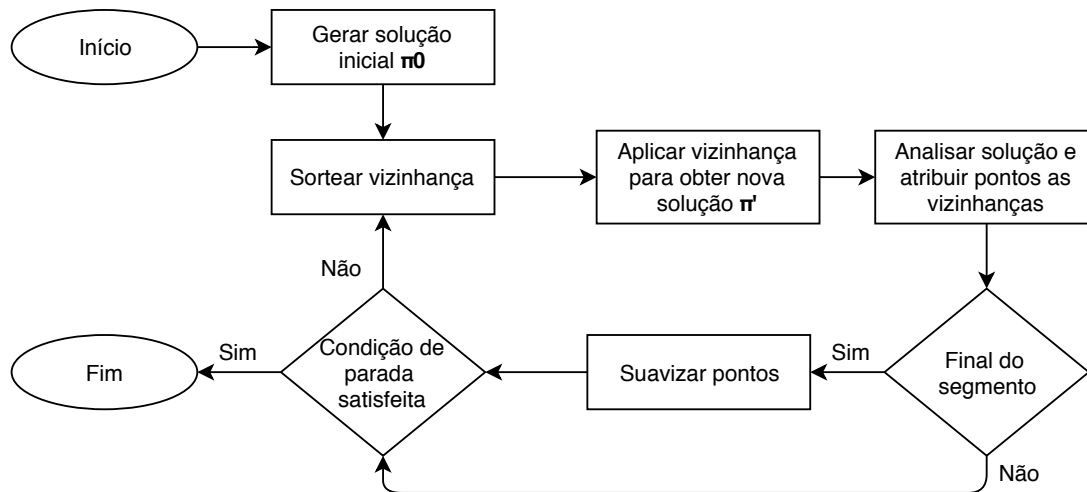 Início
Gerar solução
inicial π0
Sortear vizinhança
Aplicar vizinhança
para obter nova
solução π'
Analisar solução e
atribuir pontos as
vizinhanças
Não
Fim
Sim
Condição de
parada
satisfeita
Suavizar pontos
Sim
Final do
segmento
Não